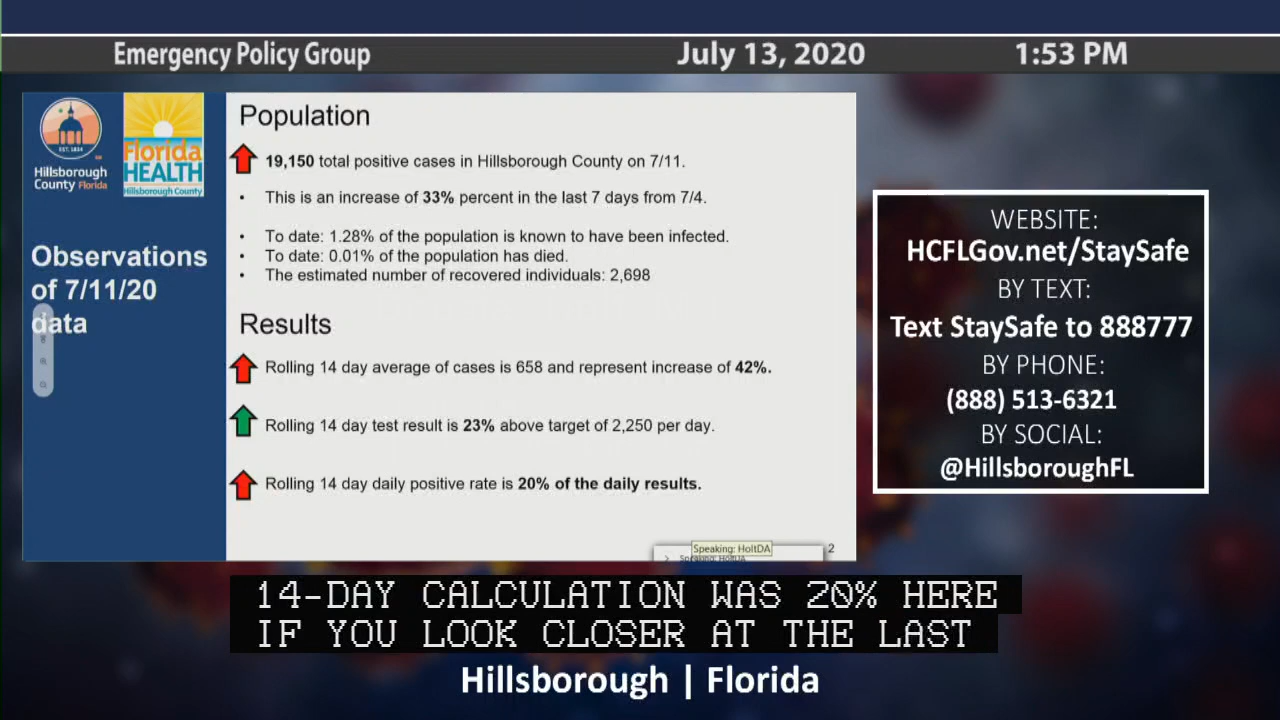 Emergency Policy Group
July 13, 2020
1:53 PM
EST. 1834
Hillsborough
County Florida
Florida
HEALTH
Hillsborough County
Observations
of 7/11/20
data
Population
19,150 total positive cases in Hillsborough County on 7/11.
• This is an increase of 33% percent in the last 7 days from 7/4.
• To date: 1.28% of the population is known to have been infected.
• To date: 0.01% of the population has died.
• The estimated number of recovered individuals: 2,698
Results
Rolling 14 day average of cases is 658 and represent increase of 42%.
Rolling 14 day test result is 23% above target of 2,250 per day.
Rolling 14 day daily positive rate is 20% of the daily results.
Speaking: HoltDA
Speaking: HoltDA
2
WEBSITE:
HCFLGov.net/StaySafe
BY TEXT:
Text StaySafe to 888777
BY PHONE:
(888) 513-6321
BY SOCIAL:
@HillsboroughFL
14-DAY CALCULATION WAS 20% HERE
IF YOU LOOK CLOSER AT THE LAST
Hillsborough | Florida